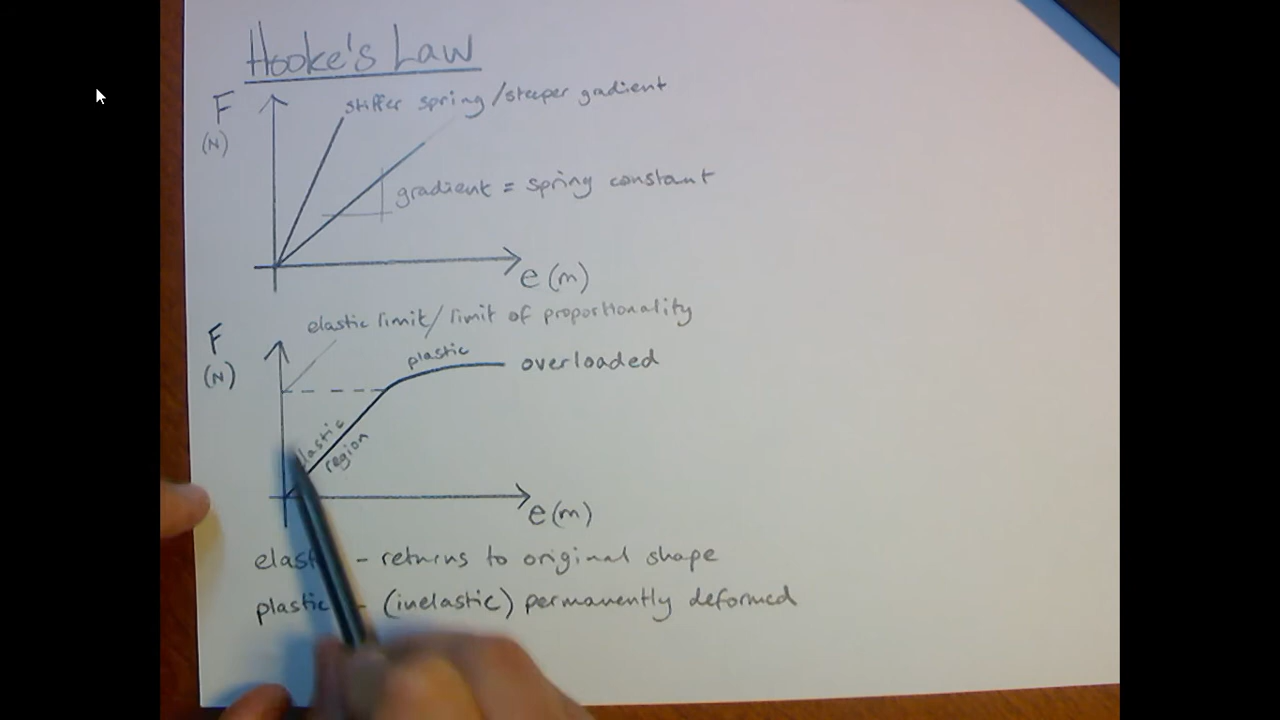 Hooke's Law
F
(N)
stiffer spring/steeper gradient
gradient = spring constant
e (m)
elastic limit/limit of proportionality
F
(N)
plastic
overloaded
elastic
region
e (m)
- returns to original shape
plastic - (inelastic) permanently deformed